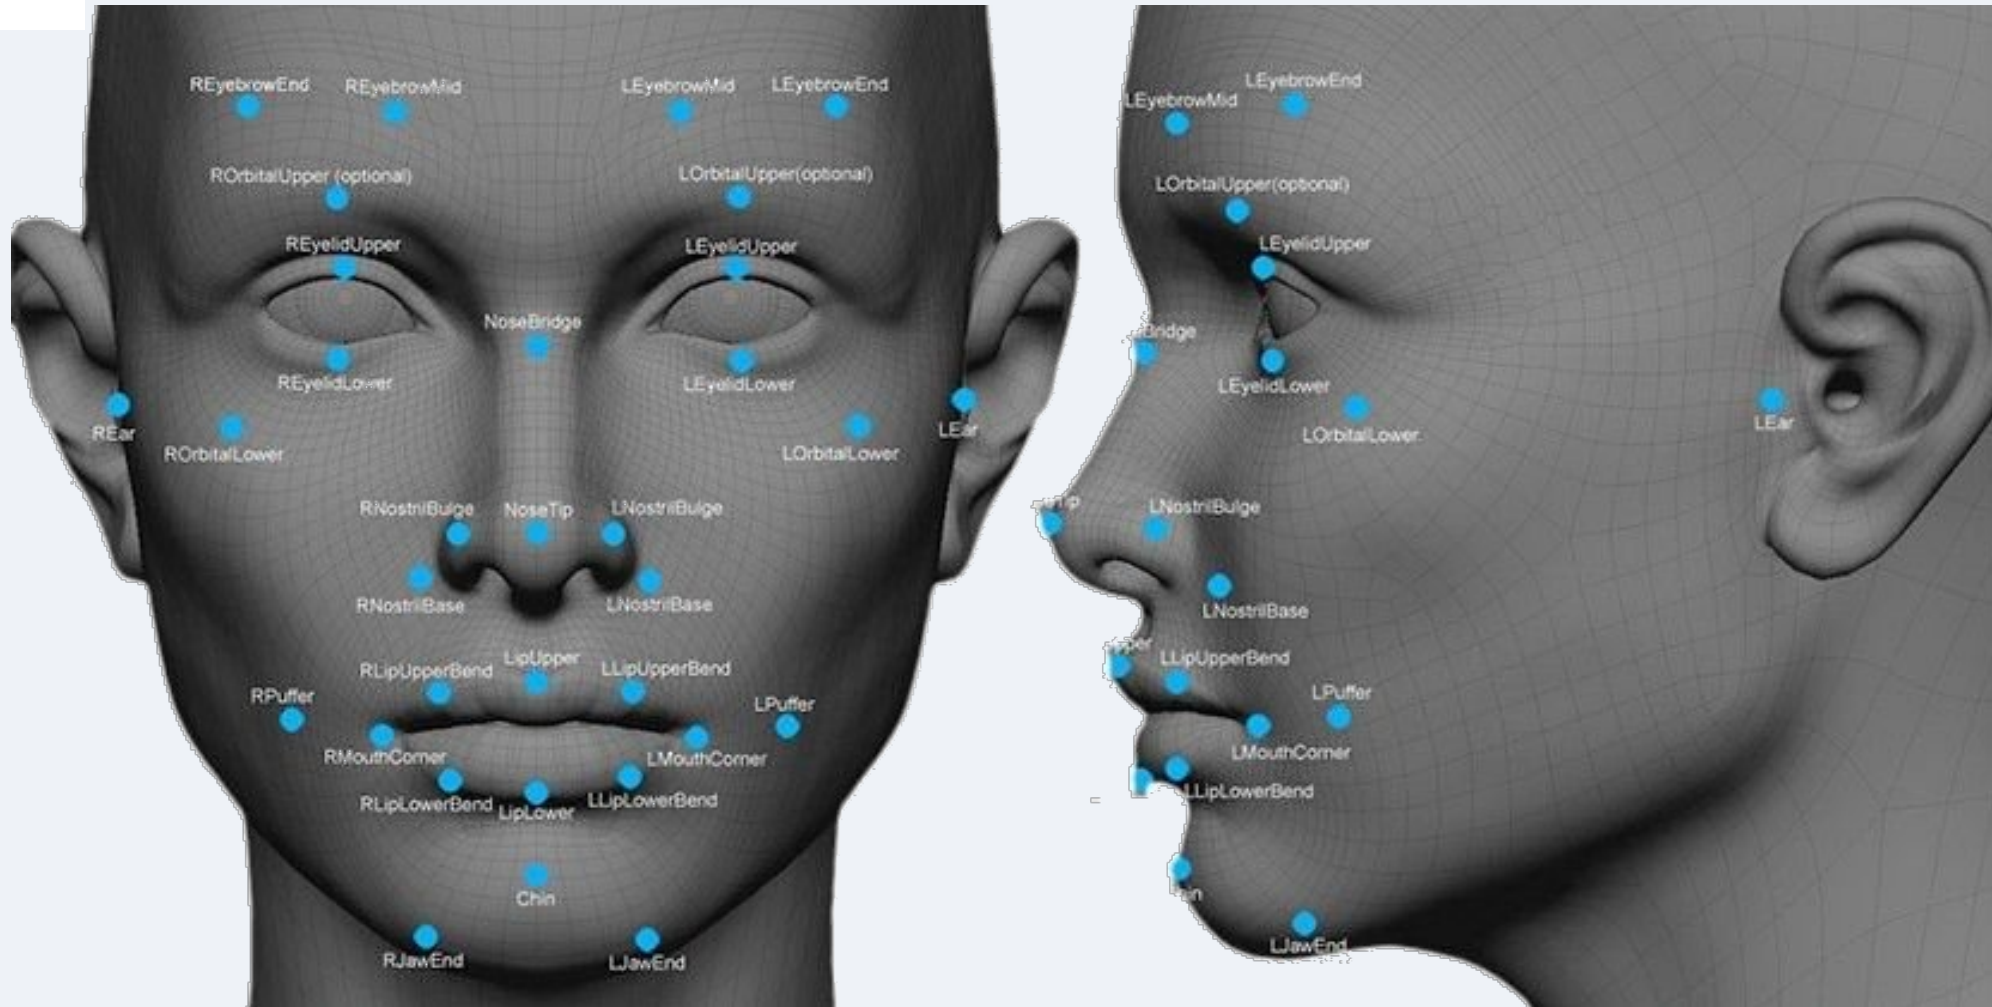 REyebrowEnd
REyebrowMid
LEyebrowMid
LEyebrowEnd
ROrbitalUpper (optional)
LOrbitalUpper(optional)
REyelidUpper
LEyelidUpper
NoseBridge
REyelidLower
LEyelidLower
REar
LEar
ROrbitalLower
LOrbitalLower
RNostrilBulge
NoseTip
LNostrilBulge
RNostrilBase
LNostrilBase
RLipUpperBend
LipUpper
LLipUpperBend
RPuffer
LPuffer
RMouthCorner
LMouthCorner
RLipLowerBend
LipLower
LLipLowerBend
Chin
RJawEnd
LJawEnd
LEyebrowEnd
LEyebrowMid
LOrbitalUpper(optional)
LEyelidUpper
Bridge
LEyelidLower
LOrbitalLower
LEar
LNostrilBulge
LNostrilBase
LLipUpperBend
LPuffer
LMouthCorner
LLipLowerBend
LJawEnd